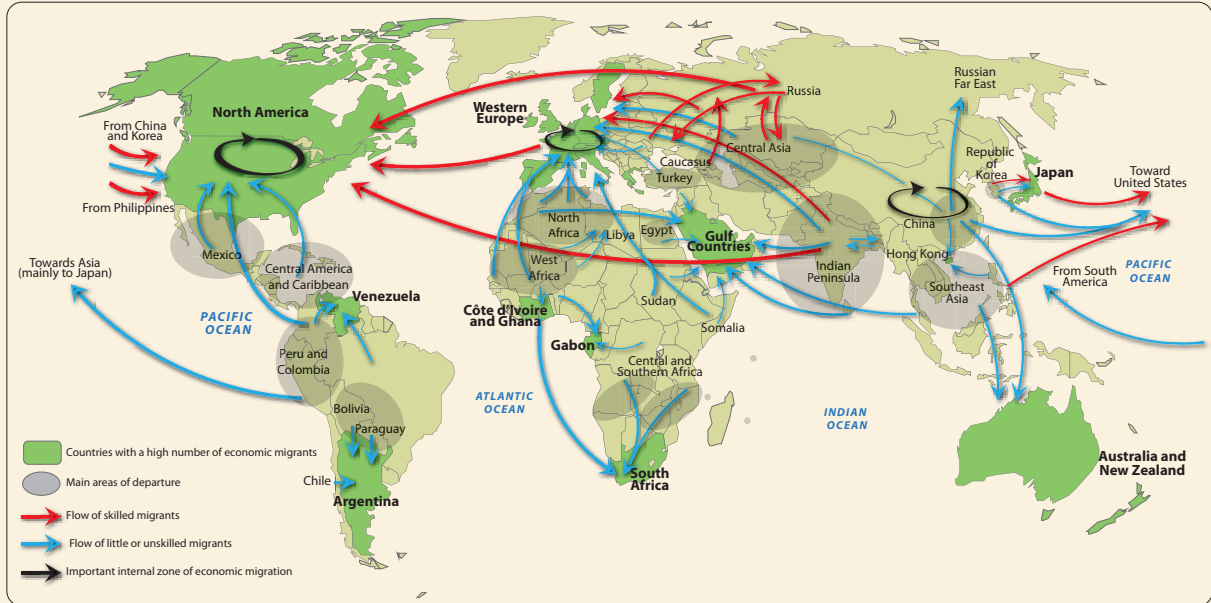 Russian
Far East
Russia
North America
Western
Europe
From China
and Korea
Central Asia
Caucasus
Republic
of
Korea
Japan
Toward
United States
Turkey
From Philippines
North
Africa
Libya
Egypt
China
Gulf
Countries
Hong Kong
Mexico
West
Africa
Indian
Peninsula
Towards Asia
(mainly to Japan)
Central America
and Caribbean
From South
America
PACIFIC
OCEAN
Southeast
Asia
Venezuela
Sudan
Côte d'Ivoire
and Ghana
Somalia
PACIFIC
OCEAN
Gabon
Peru and
Colombia
Central and
Southern Africa
ATLANTIC
OCEAN
INDIAN
OCEAN
Bolivia
Paraguay
Countries with a high number of economic migrants
Australia and
New Zealand
South
Africa
Main areas of departure
Chile
Argentina
Flow of skilled migrants
Flow of little or unskilled migrants
Important internal zone of economic migration